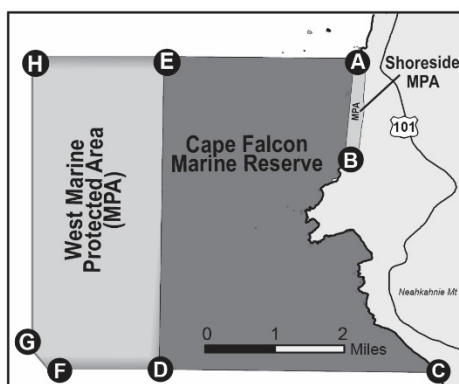 H
E
A
Shoreside
MPA
MPA
101
Cape Falcon
Marine Reserve
B
West Marine
Protected Area
(MPA)
Neahkahnie Mt
0 1 2
Miles
G
F
D
C